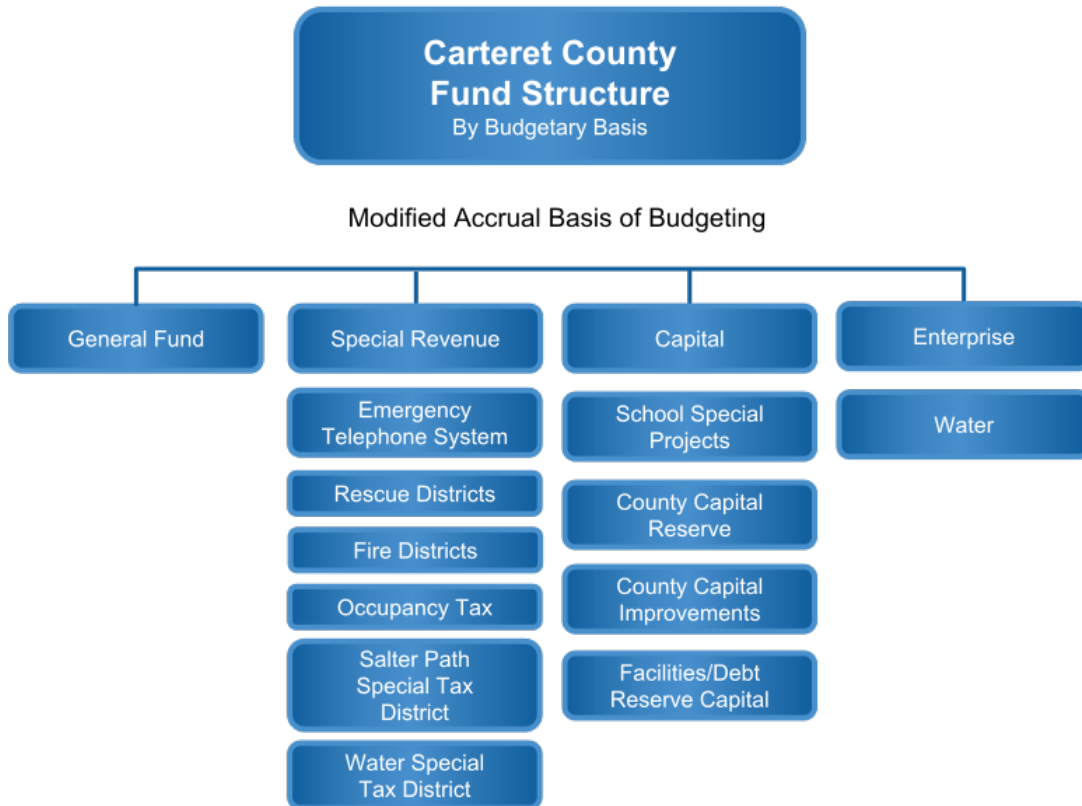 Carteret County
Fund Structure
By Budgetary Basis
Modified Accrual Basis of Budgeting
General Fund
Special Revenue
Emergency
Telephone System
Rescue Districts
Fire Districts
Occupancy Tax
Salter Path
Special Tax
District
Water Special
Tax District
Capital
School Special
Projects
County Capital
Reserve
County Capital
Improvements
Facilities/Debt
Reserve Capital
Enterprise
Water